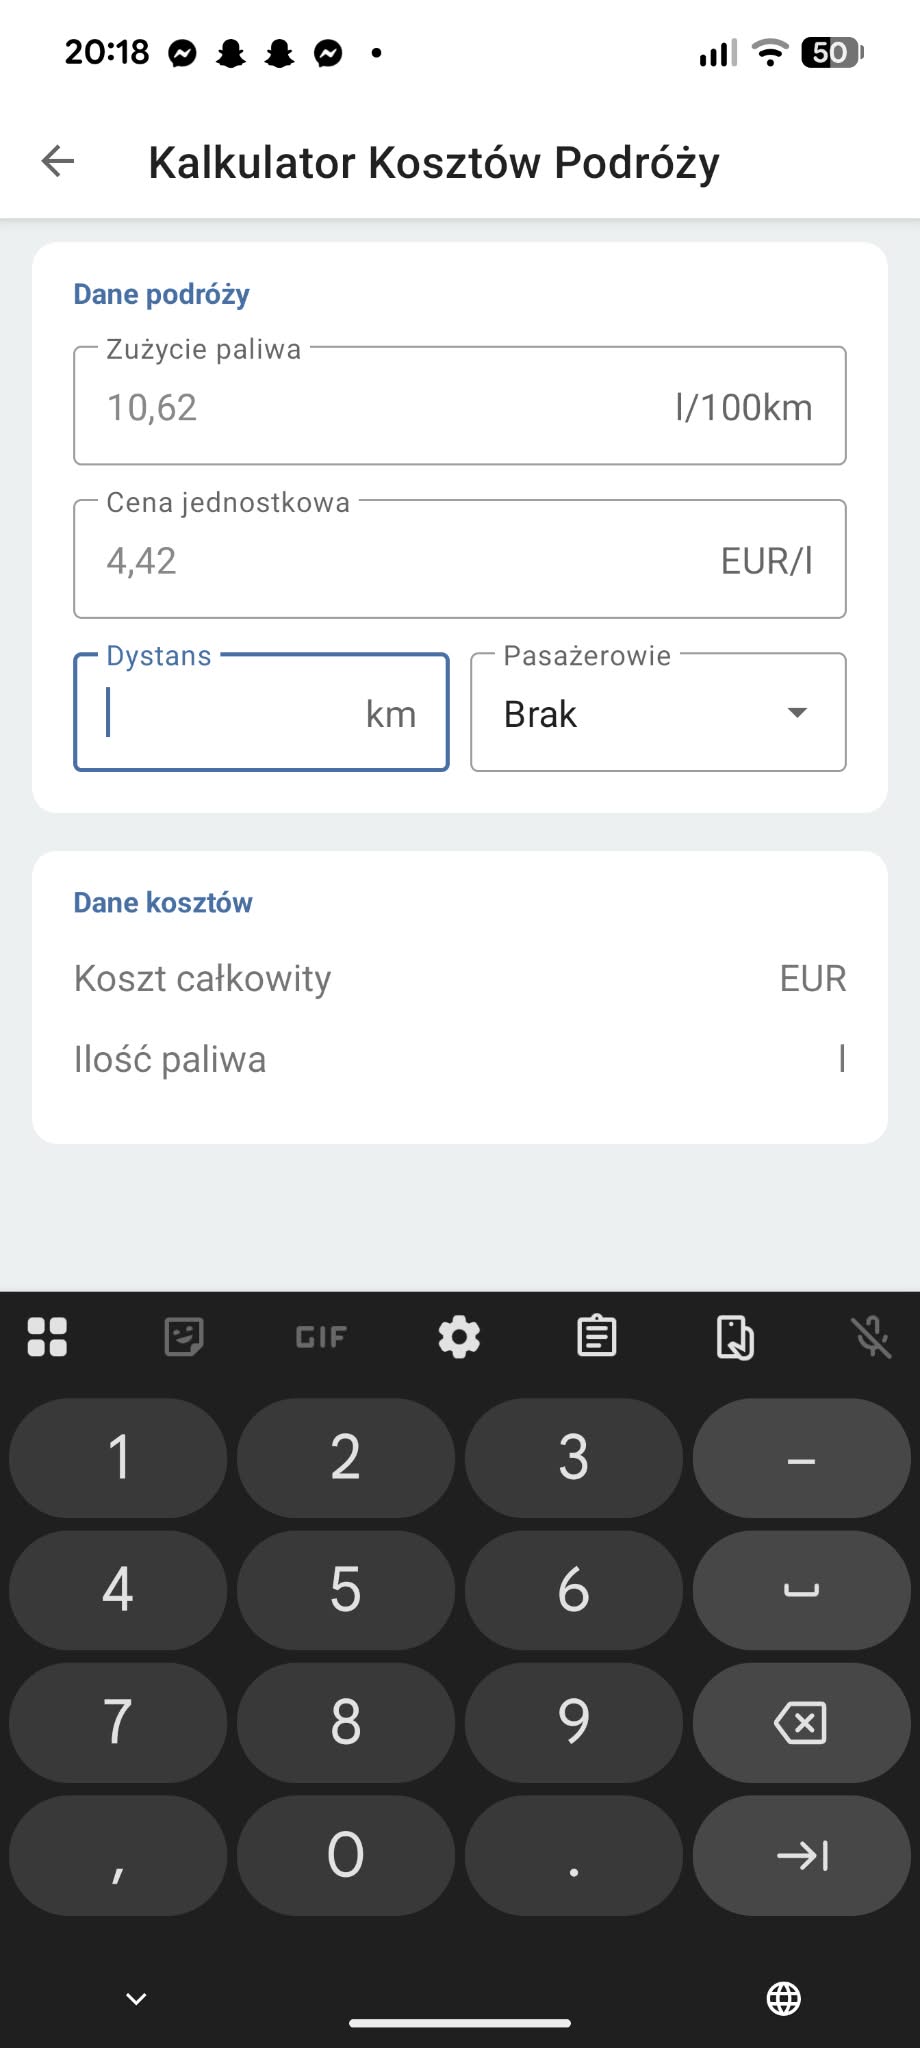 20:18
50
Kalkulator Kosztów Podróży
Dane podróży
Zużycie paliwa
10,62 l/100km
Cena jednostkowa
4,42 EUR/l
Dystans Pasażerowie
km Brak
Dane kosztów
Koszt całkowity EUR
Ilość paliwa l
GIF
1 2 3 –
4 5 6
7 8 9
, 0 .